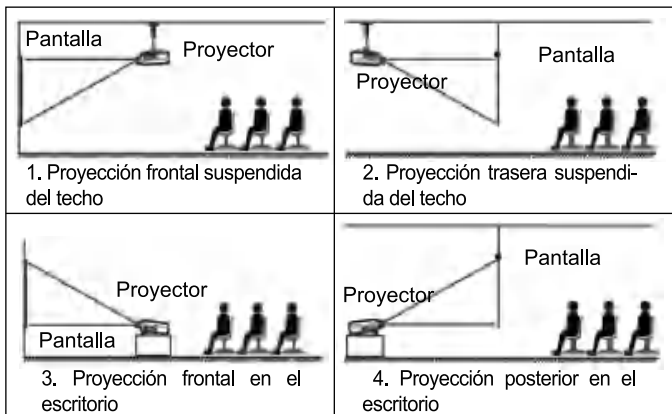 Pantalla
Proyector
1. Proyección frontal suspendida
del techo
Pantalla
Proyector
2. Proyección trasera suspendi-
da del techo
Proyector
Pantalla
3. Proyección frontal en el
escritorio
Pantalla
Proyector
4. Proyección posterior en el
escritorio